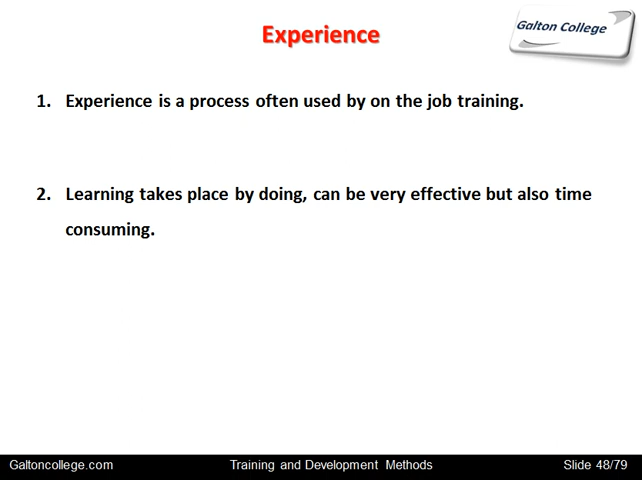 Experience
Galton College
1. Experience is a process often used by on the job training.
2. Learning takes place by doing, can be very effective but also time
consuming.
Galtoncollege.com
Training and Development Methods
Slide 48/79